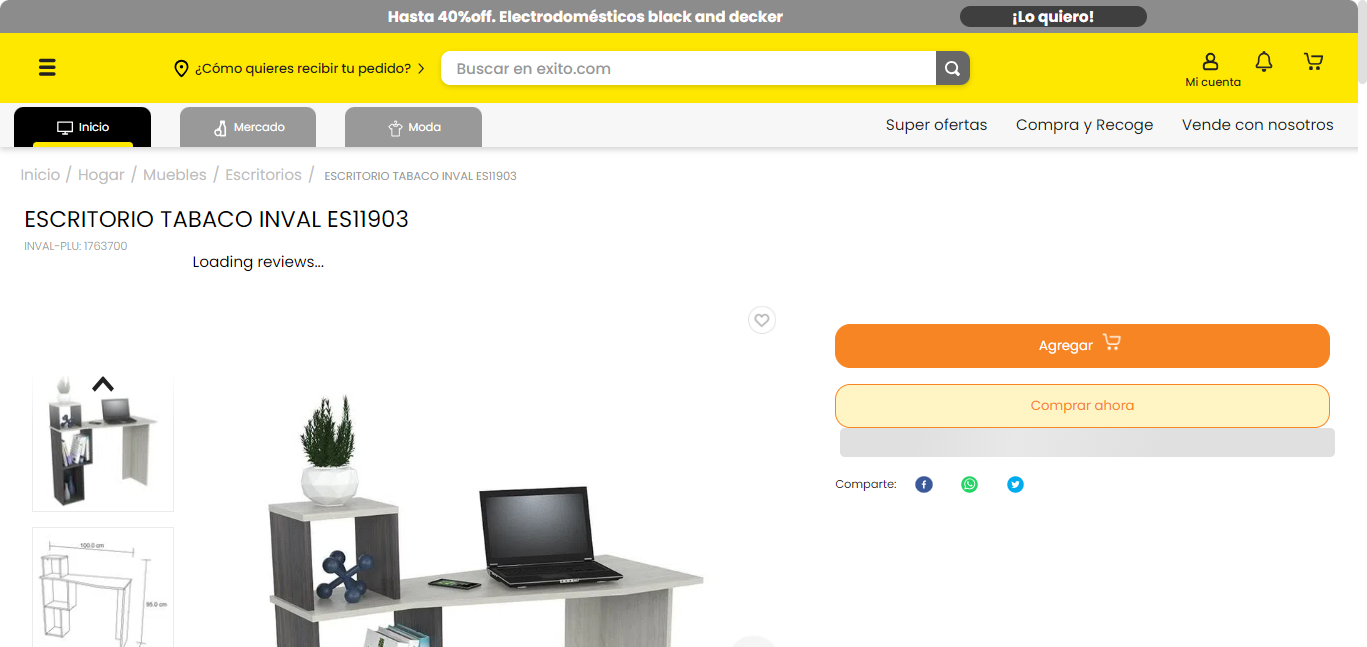 Hasta 40%off. Electrodomésticos black and decker
¡Lo quiero!
¿Cómo quieres recibir tu pedido?
Buscar en exito.com
Mi cuenta
Inicio
Mercado
Moda
Super ofertas
Compra y Recoge
Vende con nosotros
Inicio / Hogar / Muebles / Escritorios / ESCRITORIO TABACO INVAL ES11903
ESCRITORIO TABACO INVAL ES11903
INVAL-PLU: 1763700
Loading reviews...
Agregar
Comprar ahora
Comparte:
100.0 cm
95.0 cm